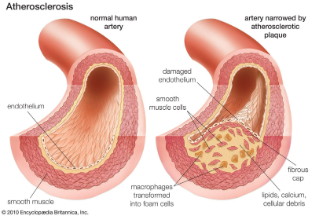 Atherosclerosis
normal human
artery
artery narrowed by
atherosclerotic
plaque
damaged
endothelium
endothelium
smooth
muscle cells
fibrous
cap
macrophages
transformed
into foam cells
lipids, calcium,
cellular debris
smooth muscle
© 2010 Encyclopædia Britannica, Inc.